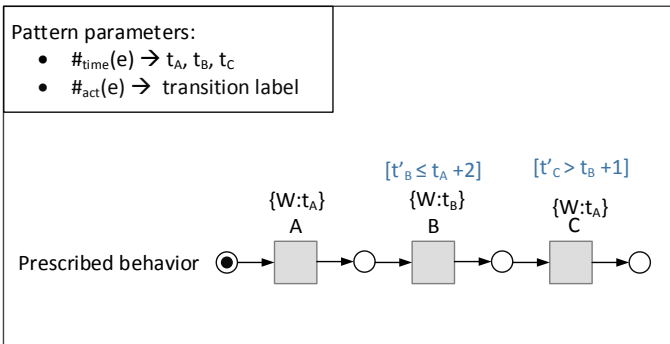 Pattern parameters:
• #time(e) → tA, tB, tC
• #act(e) → transition label
[t'B ≤ tA +2] [t'C > tB +1]
{W:tA} {W:tB} {W:tA}
A B C
Prescribed behavior